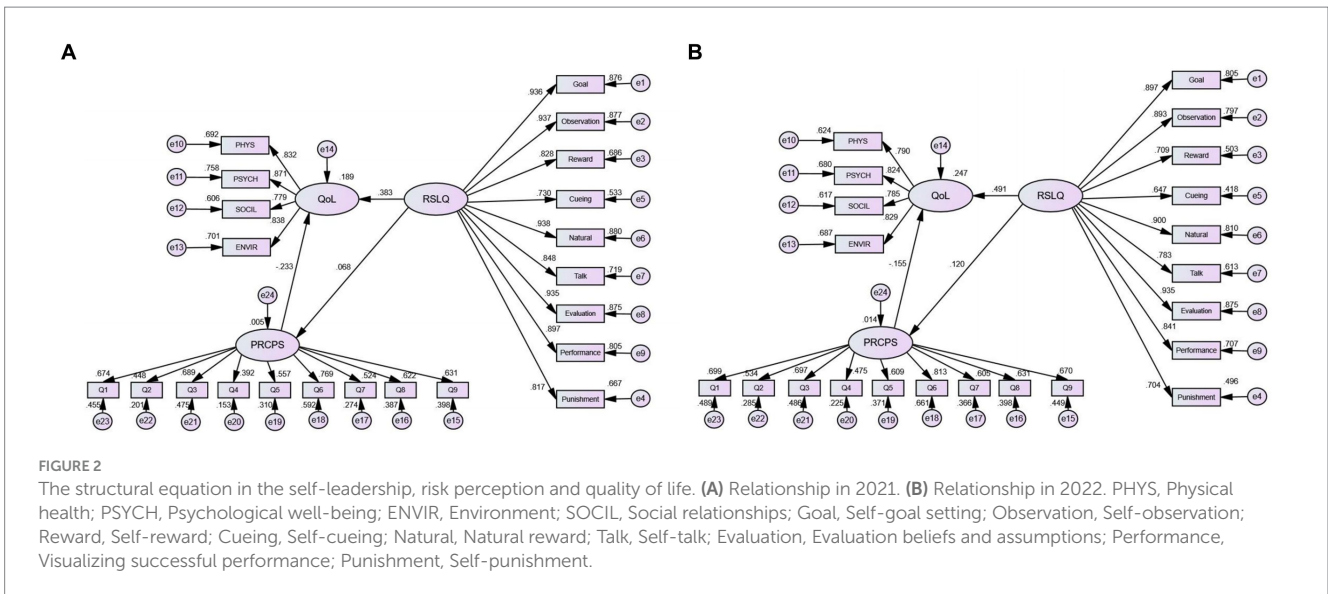 A
.936
.876
Goal
e1
.937
.877
Observation
e2
.828
.686
Reward
e3
.730
.533
Cueing
e5
.938
.880
Natural
e6
.848
.719
Talk
e7
.935
.875
Evaluation
e8
.897
.805
Performance
e9
.817
.667
Punishment
e4
e10
.692
PHYS
.832
e11
.758
PSYCH
.871
e12
.606
SOCIL
.779
e13
.701
ENVIR
.838
e14
.189
QoL
.383
RSLQ
-.233
.068
e24
.005
PRCPS
.674 .448 .689 .392 .557 .769 .524 .622 .631
Q1 Q2 Q3 Q4 Q5 Q6 Q7 Q8 Q9
.455 .201 .475 .153 .310 .592 .274 .387 .398
e23 e22 e21 e20 e19 e18 e17 e16 e15
B
.897
.805
Goal
e1
.893
.797
Observation
e2
.709
.503
Reward
e3
.647
.418
Cueing
e5
.900
.810
Natural
e6
.783
.613
Talk
e7
.935
.875
Evaluation
e8
.841
.707
Performance
e9
.704
.496
Punishment
e4
e10
.624
PHYS
.790
e11
.680
PSYCH
.824
e12
.617
SOCIL
.785
e13
.687
ENVIR
.829
e14
.247
QoL
.491
RSLQ
-.155
.120
e24
.014
PRCPS
.699 .534 .697 .475 .609 .813 .605 .631 .670
Q1 Q2 Q3 Q4 Q5 Q6 Q7 Q8 Q9
.489 .285 .486 .225 .371 .661 .366 .398 .449
e23 e22 e21 e20 e19 e18 e17 e16 e15
FIGURE 2
The structural equation in the self-leadership, risk perception and quality of life. (A) Relationship in 2021. (B) Relationship in 2022. PHYS, Physical
health; PSYCH, Psychological well-being; ENVIR, Environment; SOCIL, Social relationships; Goal, Self-goal setting; Observation, Self-observation;
Reward, Self-reward; Cueing, Self-cueing; Natural, Natural reward; Talk, Self-talk; Evaluation, Evaluation beliefs and assumptions; Performance,
Visualizing successful performance; Punishment, Self-punishment.